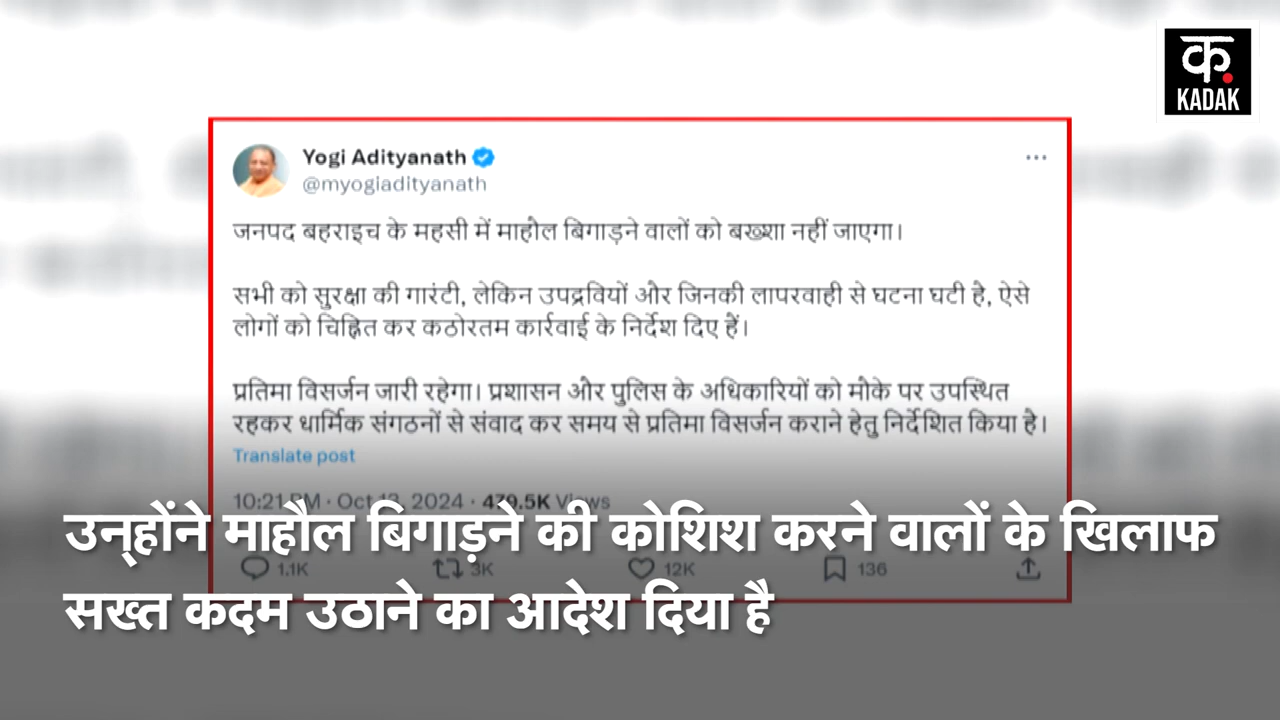 क.
KADAK
Yogi Adityanath
@myogiadityanath
जनपद बहराइच के महसी में माहौल बिगाड़ने वालों को बख्शा नहीं जाएगा।
सभी को सुरक्षा की गारंटी, लेकिन उपद्रवियों और जिनकी लापरवाही से घटना घटी है, ऐसे
लोगों को चिह्नित कर कठोरतम कार्रवाई के निर्देश दिए हैं।
प्रतिमा विसर्जन जारी रहेगा। प्रशासन और पुलिस के अधिकारियों को मौके पर उपस्थित
रहकर धार्मिक संगठनों से संवाद कर समय से प्रतिमा विसर्जन कराने हेतु निर्देशित किया है।
Translate post
10:21 PM · Oct 13, 2024 · 479.5K Views
उन्होंने माहौल बिगाड़ने की कोशिश करने वालों के खिलाफ
1.1K 3K 12K 136
सख्त कदम उठाने का आदेश दिया है